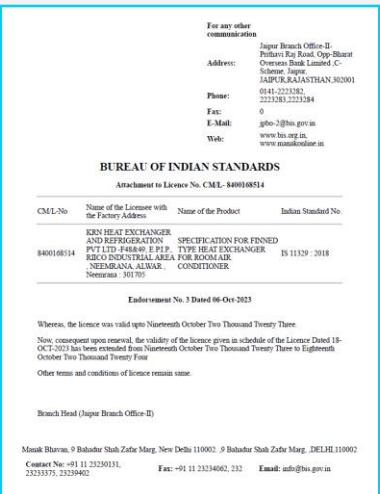 For any other
communication
Jaipur Branch Office-II-
Prithavi Raj Road, Opp-Bharat
Address: Overseas Bank Limited ,C-
Scheme, Jaipur,
JAIPUR,RAJASTHAN,302001
Phone: 0141-2223282,
2223283,2223284
Fax: 0
E-Mail: jpbo-2@bis.gov.in
Web: www.bis.org.in,
www.manakonline.in
BUREAU OF INDIAN STANDARDS
Attachment to Licence No. CM/L- 8400168514
CM/L-No Name of the Licensee with the Factory Address Name of the Product Indian Standard No.
KRN HEAT EXCHANGER
AND REFRIGERATION SPECIFICATION FOR FINNED
8400168514 PVT LTD -F48&49, E.P.I.P., TYPE HEAT EXCHANGER IS 11329 : 2018
RIICO INDUSTRIAL AREA FOR ROOM AIR
, NEEMRANA, ALWAR , CONDITIONER
Neemrana : 301705
Endorsement No. 3 Dated 06-Oct-2023
Whereas, the licence was valid upto Nineteenth October Two Thousand Twenty Three.
Now, consequent upon renewal, the validity of the licence given in schedule of the Licence Dated 18-
OCT-2023 has been extended from Nineteenth October Two Thousand Twenty Three to Eighteenth
October Two Thousand Twenty Four
Other terms and conditions of licence remain same.
Branch Head (Jaipur Branch Office-II)
Manak Bhavan, 9 Bahadur Shah Zafar Marg, New Delhi 110002. ,9 Bahadur Shah Zafar Marg, ,DELHI,110002
Contact No: +91 11 23230131, Fax: +91 11 23234062, 232 Email: info@bis.gov.in
23233375, 23239402